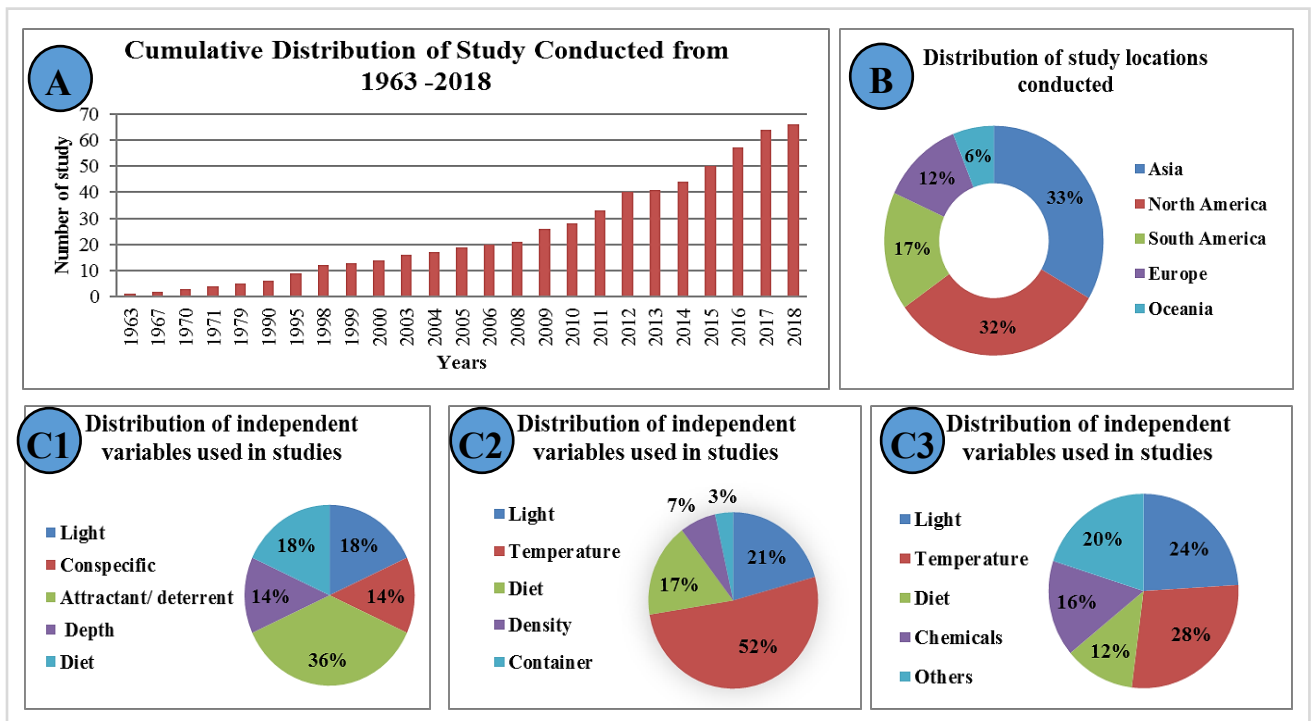 A
Cumulative Distribution of Study Conducted from
1963 -2018
Number of study
70
60
50
40
30
20
10
0
1963
1967
1970
1971
1979
1990
1995
1998
1999
2000
2003
2004
2005
2006
2008
2009
2010
2011
2012
2013
2014
2015
2016
2017
2018
Years
B
Distribution of study locations
conducted
6%
12%
33%
17%
32%
Asia
North America
South America
Europe
Oceania
C1
Distribution of independent
variables used in studies
Light
Conspecific
Attractant/ deterrent
Depth
Diet
18%
18%
14%
14%
36%
C2
Distribution of independent
variables used in studies
Light
Temperature
Diet
Density
Container
3%
7%
21%
17%
52%
C3
Distribution of independent
variables used in studies
Light
Temperature
Diet
Chemicals
Others
20%
24%
16%
28%
12%